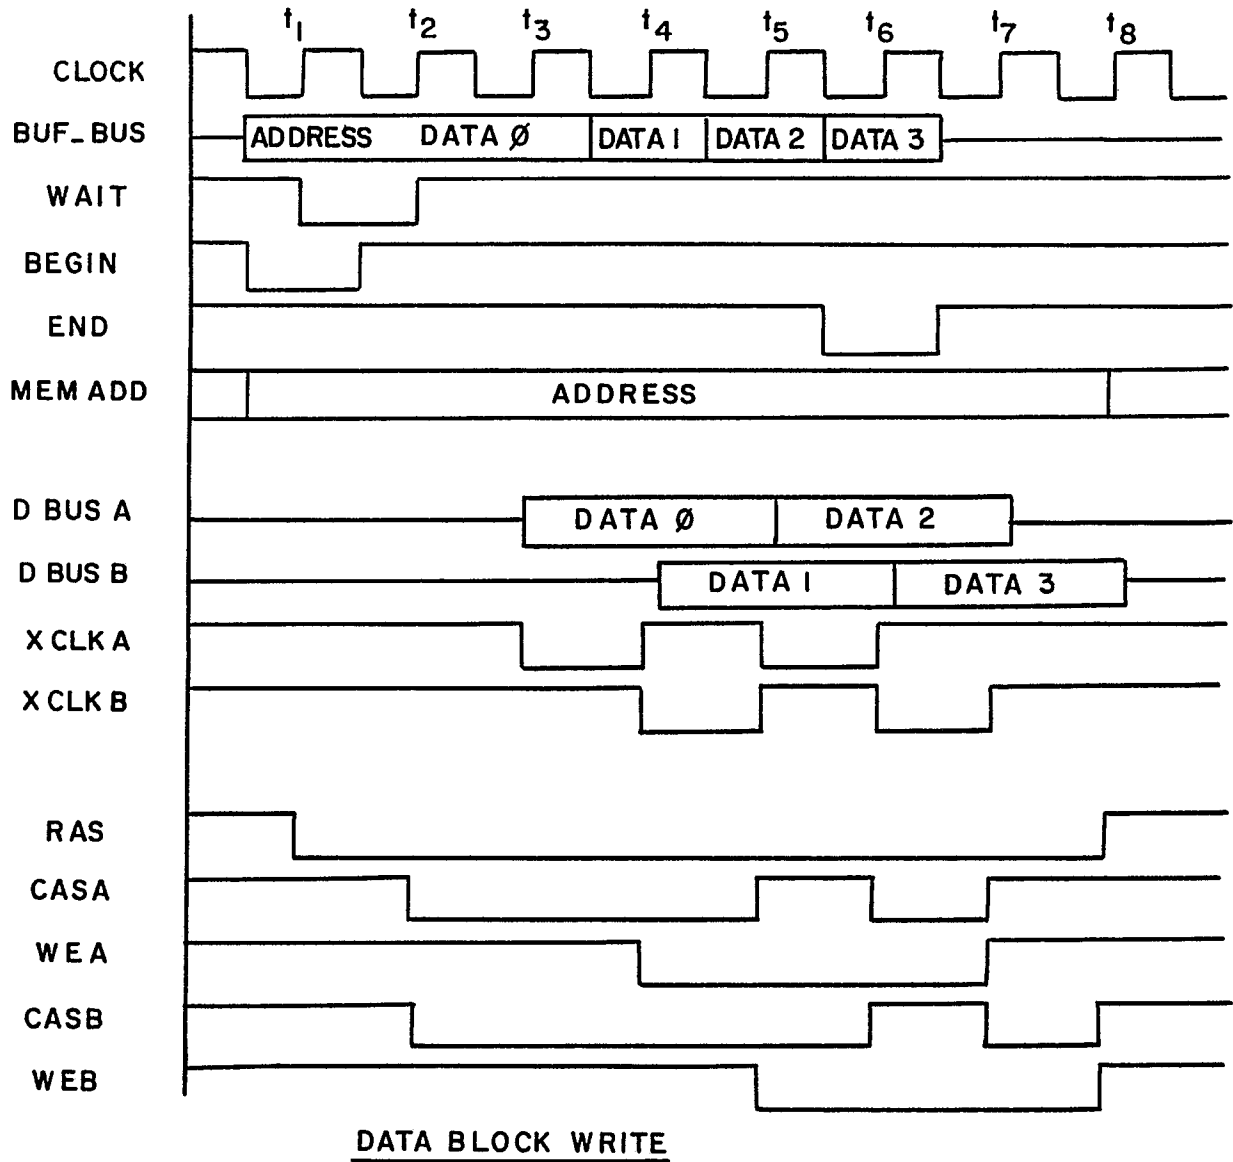 t1 t2 t3 t4 t5 t6 t7 t8
CLOCK
BUF_BUS ADDRESS DATA Ø DATA 1 DATA 2 DATA 3
WAIT
BEGIN
END
MEM ADD ADDRESS
D BUS A DATA Ø DATA 2
D BUS B DATA 1 DATA 3
X CLK A
X CLK B
RAS
CASA
WEA
CASB
WEB
DATA BLOCK WRITE